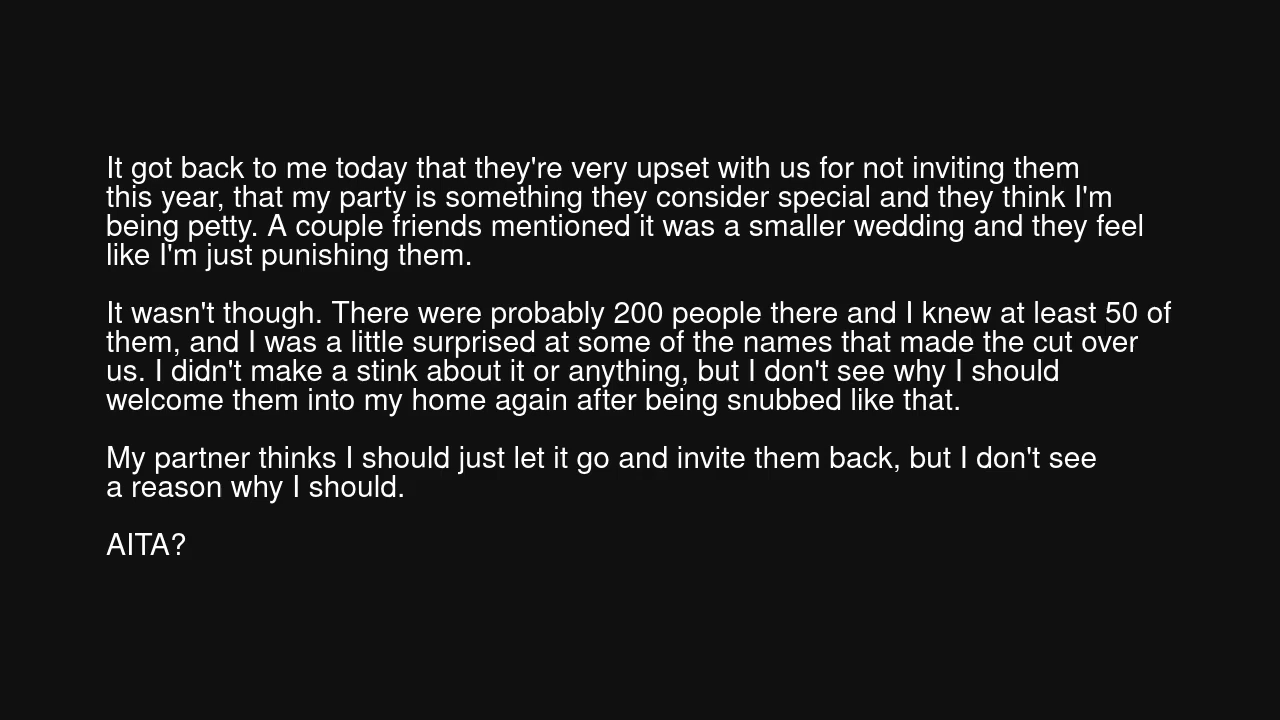 It got back to me today that they're very upset with us for not inviting them
this year, that my party is something they consider special and they think I'm
being petty. A couple friends mentioned it was a smaller wedding and they feel
like I'm just punishing them.
It wasn't though. There were probably 200 people there and I knew at least 50 of
them, and I was a little surprised at some of the names that made the cut over
us. I didn't make a stink about it or anything, but I don't see why I should
welcome them into my home again after being snubbed like that.
My partner thinks I should just let it go and invite them back, but I don't see
a reason why I should.
AITA?